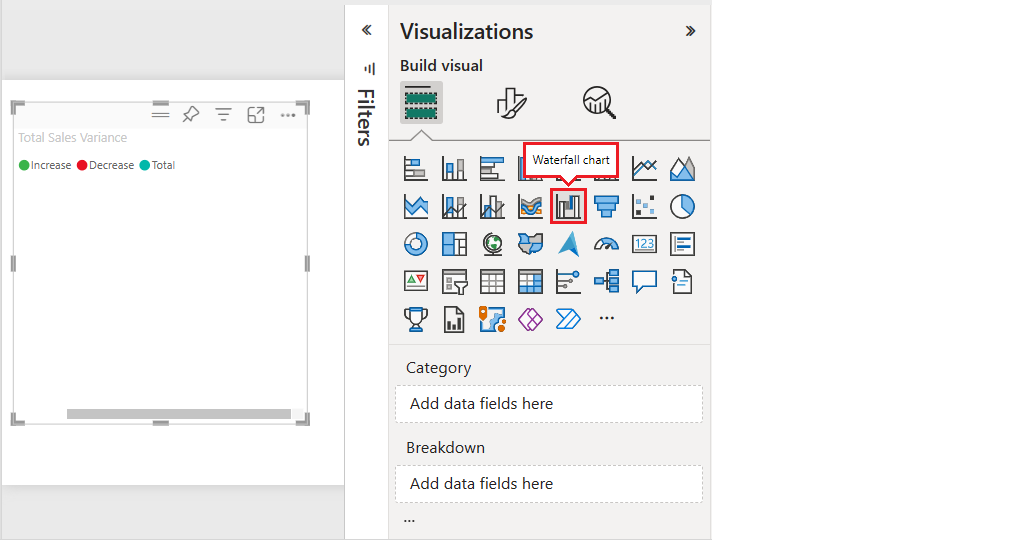 Total Sales Variance
Increase Decrease Total
Filters
Visualizations
Build visual
Waterfall chart
123
Category
Add data fields here
Breakdown
Add data fields here
...